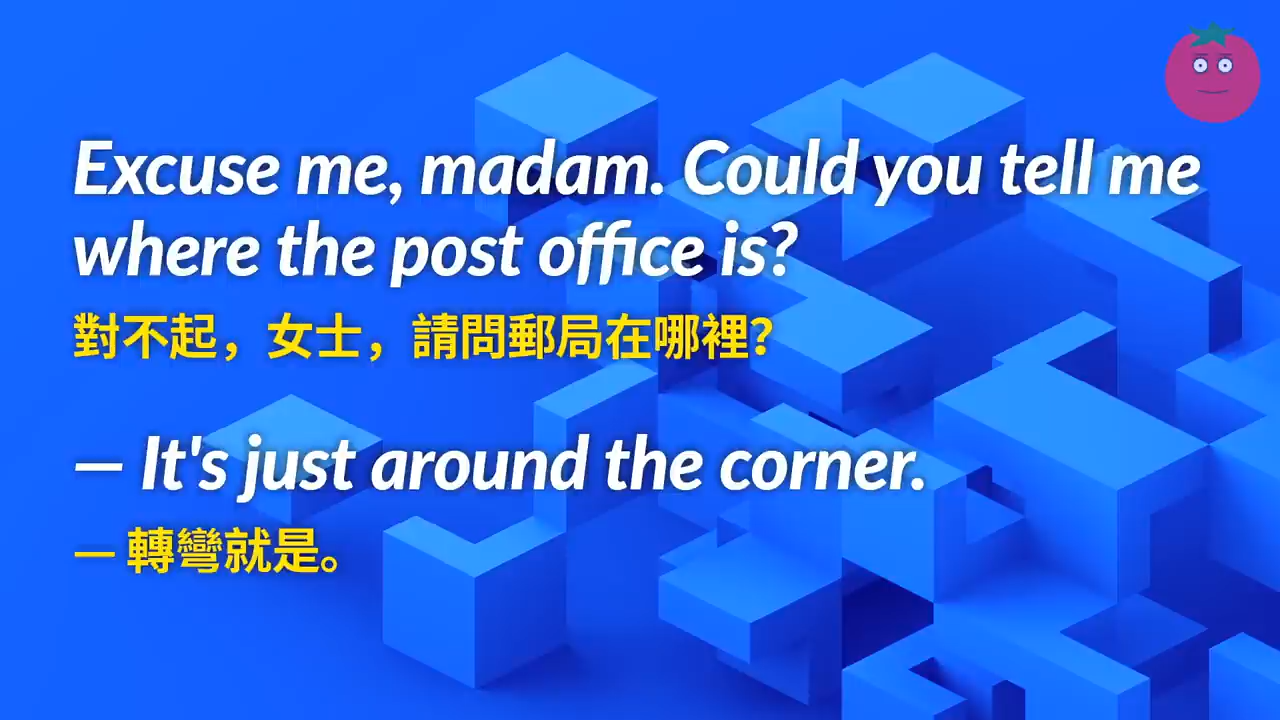 Excuse me, madam. Could you tell me
where the post office is?
對不起，女士，請問郵局在哪裡？
— It's just around the corner.
— 轉彎就是。